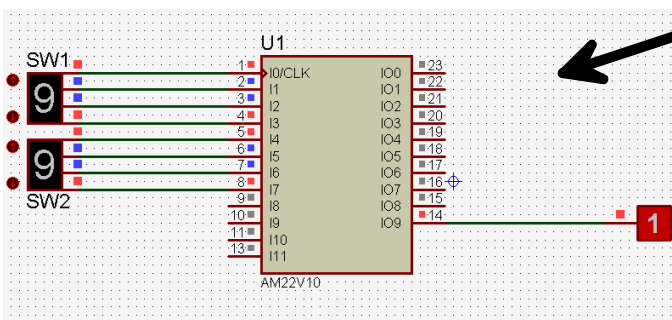 U1
SW1
9
9
SW2
1
2
3
4
5
6
7
8
9
10
11
13
I0/CLK
I1
I2
I3
I4
I5
I6
I7
I8
I9
I10
I11
IO0
IO1
IO2
IO3
IO4
IO5
IO6
IO7
IO8
IO9
23
22
21
20
19
18
17
16
15
14
1
AM22V10